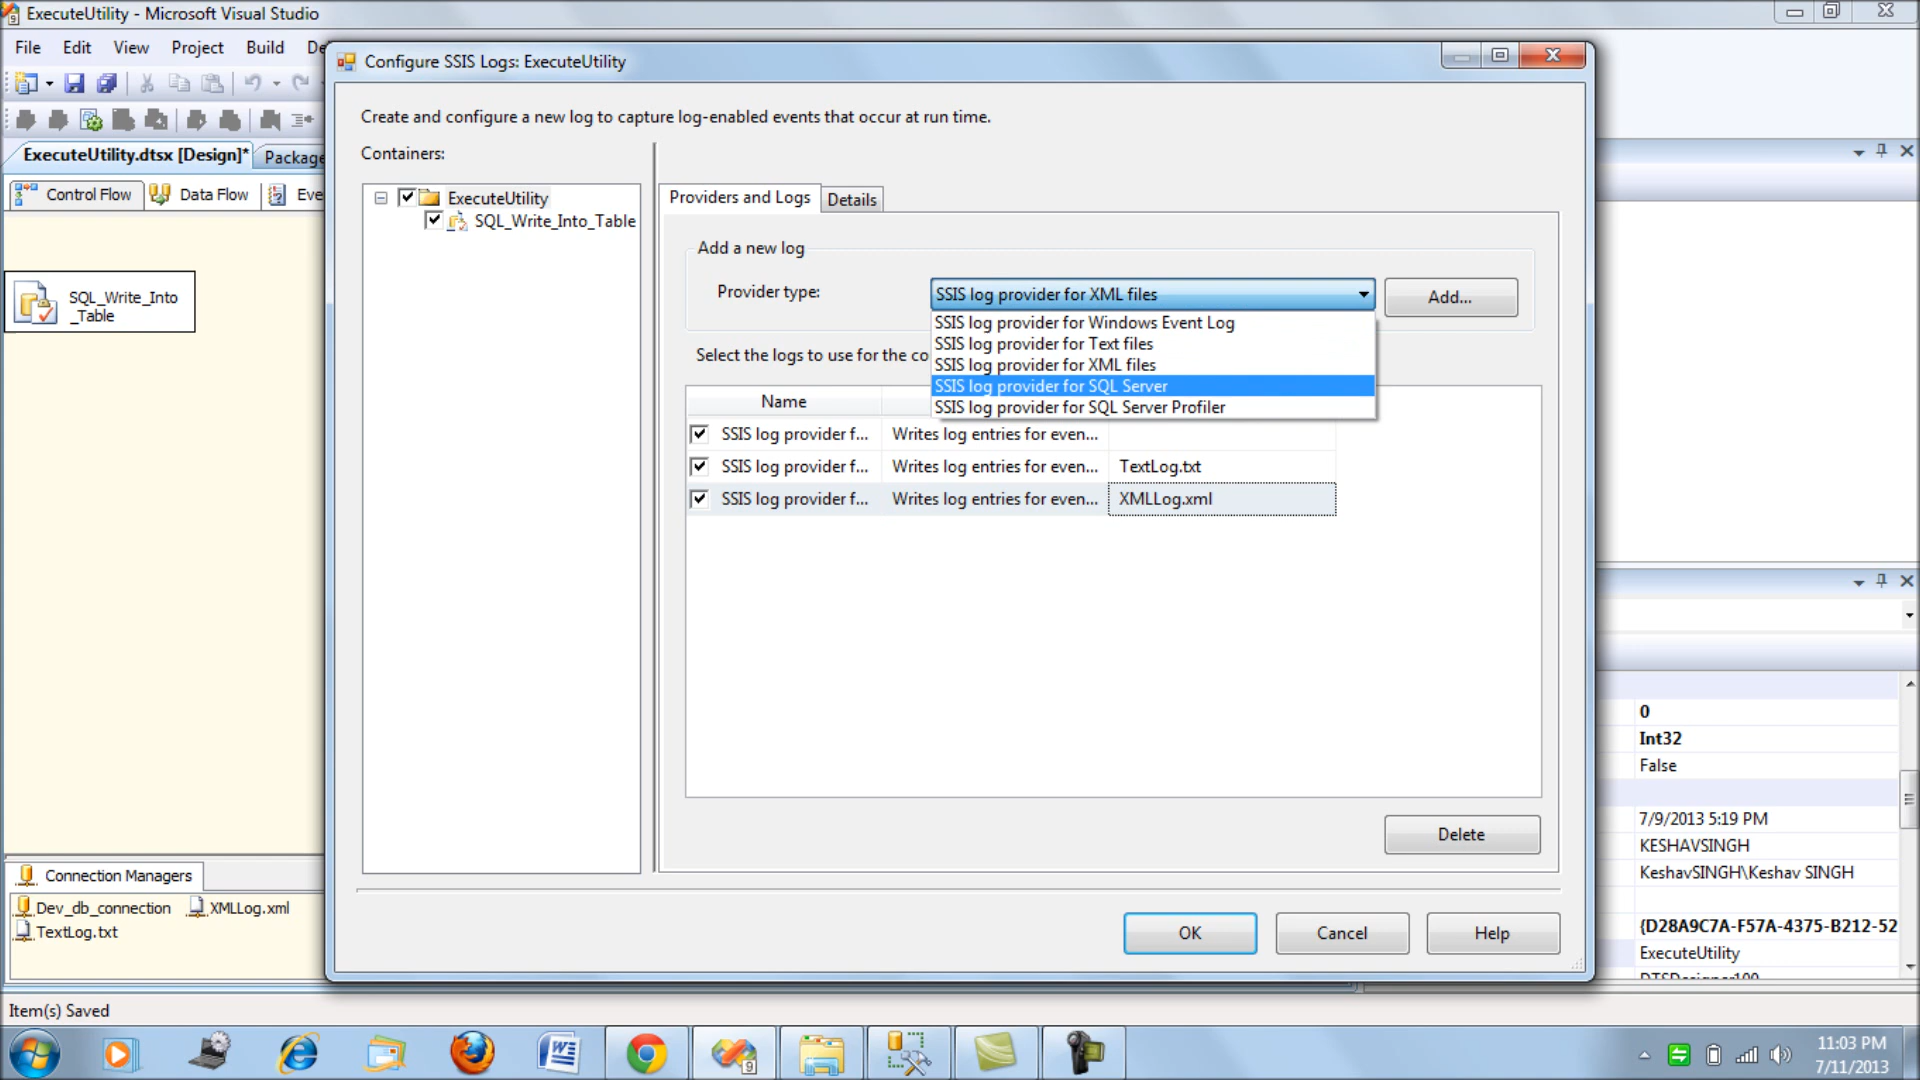 ExecuteUtility - Microsoft Visual Studio
File Edit View Project Build
ExecuteUtility.dtsx [Design]* Package
Control Flow Data Flow Eve
SQL_Write_Into
_Table
Configure SSIS Logs: ExecuteUtility
Create and configure a new log to capture log-enabled events that occur at run time.
Containers:
ExecuteUtility
SQL_Write_Into_Table
Providers and Logs Details
Add a new log
Provider type: SSIS log provider for XML files Add...
SSIS log provider for Windows Event Log
SSIS log provider for Text files
SSIS log provider for XML files
SSIS log provider for SQL Server
SSIS log provider for SQL Server Profiler
Select the logs to use for the co
Name
SSIS log provider f... Writes log entries for even...
SSIS log provider f... Writes log entries for even... TextLog.txt
SSIS log provider f... Writes log entries for even... XMLLog.xml
Delete
OK Cancel Help
Connection Managers
Dev_db_connection XMLLog.xml
TextLog.txt
0
Int32
False
7/9/2013 5:19 PM
KESHAVSINGH
KeshavSINGH\Keshav SINGH
{D28A9C7A-F57A-4375-B212-52
ExecuteUtility
DTSDesigner100
Item(s) Saved
11:03 PM
7/11/2013